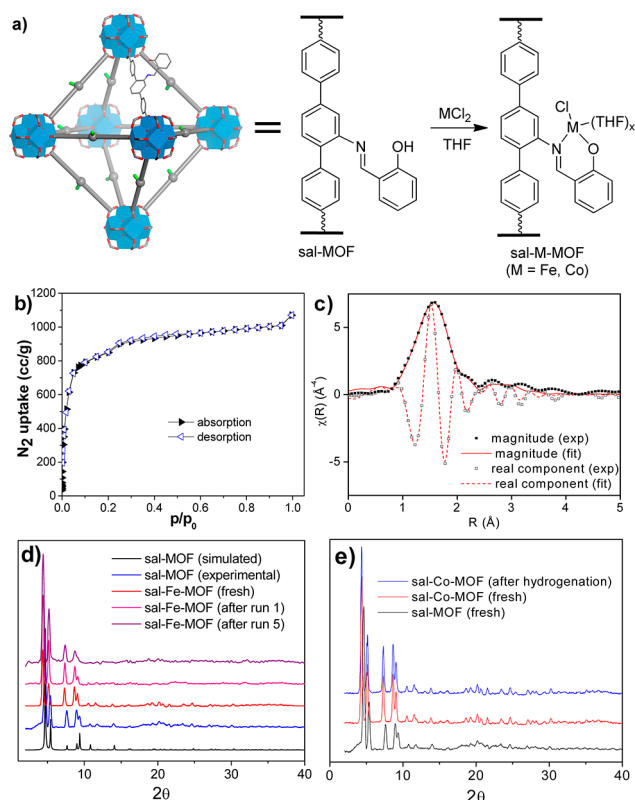 a)
OH
N
sal-MOF
MCl2
THF
Cl
M
(THF)x
N
O
sal-M-MOF
(M = Fe, Co)
b)
N2 uptake (cc/g)
1200
1000
800
600
400
200
0
absorption
desorption
0.0 0.2 0.4 0.6 0.8 1.0
p/p0
c)
χ(R) (Å-4)
5
0
-5
magnitude (exp)
magnitude (fit)
real component (exp)
real component (fit)
0 1 2 3 4 5
R (Å)
d)
sal-MOF (simulated)
sal-MOF (experimental)
sal-Fe-MOF (fresh)
sal-Fe-MOF (after run 1)
sal-Fe-MOF (after run 5)
10 20 30 40
2θ
e)
sal-Co-MOF (after hydrogenation)
sal-Co-MOF (fresh)
sal-MOF (fresh)
0 10 20 30 40
2θ